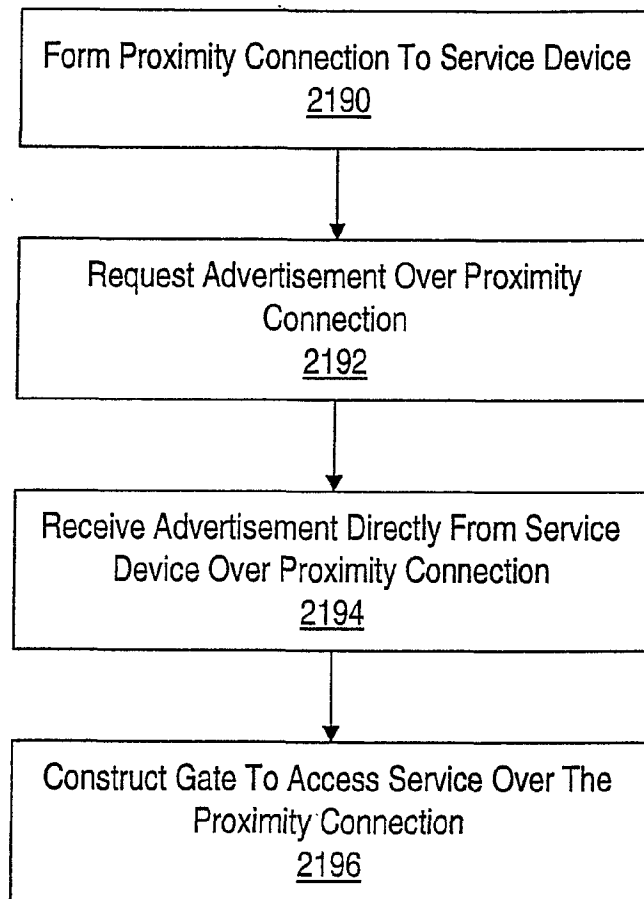 Form Proximity Connection To Service Device
2190
Request Advertisement Over Proximity
Connection
2192
Receive Advertisement Directly From Service
Device Over Proximity Connection
2194
Construct Gate To Access Service Over The
Proximity Connection
2196